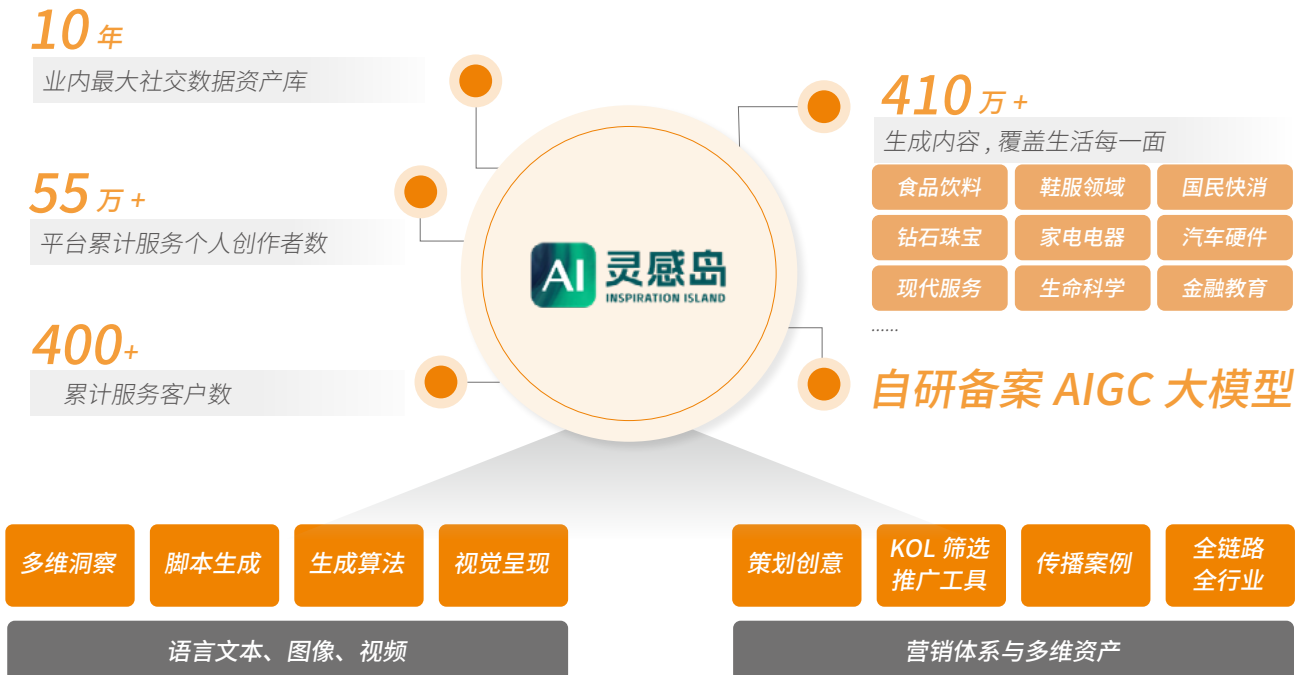 10 年
业内最大社交数据资产库
55 万 +
平台累计服务个人创作者数
400+
累计服务客户数
AI 灵感岛
INSPIRATION ISLAND
410 万 +
生成内容 , 覆盖生活每一面
食品饮料 鞋服领域 国民快消
钻石珠宝 家电电器 汽车硬件
现代服务 生命科学 金融教育
......
自研备案 AIGC 大模型
多维洞察 脚本生成 生成算法 视觉呈现
语言文本、图像、视频
策划创意
KOL 筛选
推广工具
传播案例
全链路
全行业
营销体系与多维资产